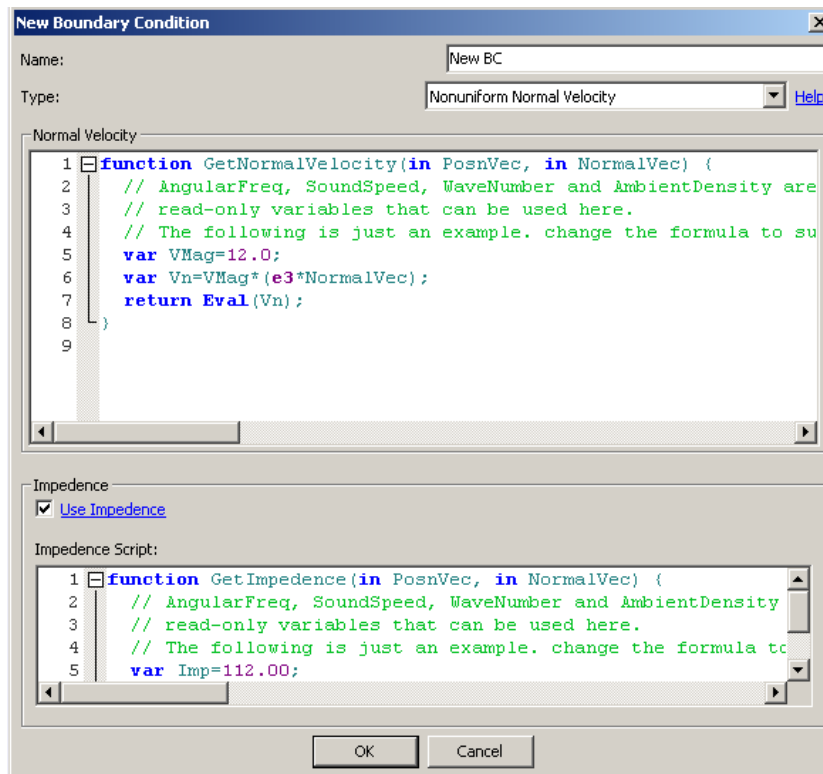 New Boundary Condition
Name:
New BC
Type:
Nonuniform Normal Velocity
Help
Normal Velocity
1 function GetNormalVelocity(in PosnVec, in NormalVec) {
2 // AngularFreq, SoundSpeed, WaveNumber and AmbientDensity are
3 // read-only variables that can be used here.
4 // The following is just an example. change the formula to su
5 var VMag=12.0;
6 var Vn=VMag*(e3*NormalVec);
7 return Eval(Vn);
8 }
9
Impedence
Use Impedence
Impedence Script:
1 function GetImpedence(in PosnVec, in NormalVec) {
2 // AngularFreq, SoundSpeed, WaveNumber and AmbientDensity
3 // read-only variables that can be used here.
4 // The following is just an example. change the formula to
5 var Imp=112.00;
OK
Cancel